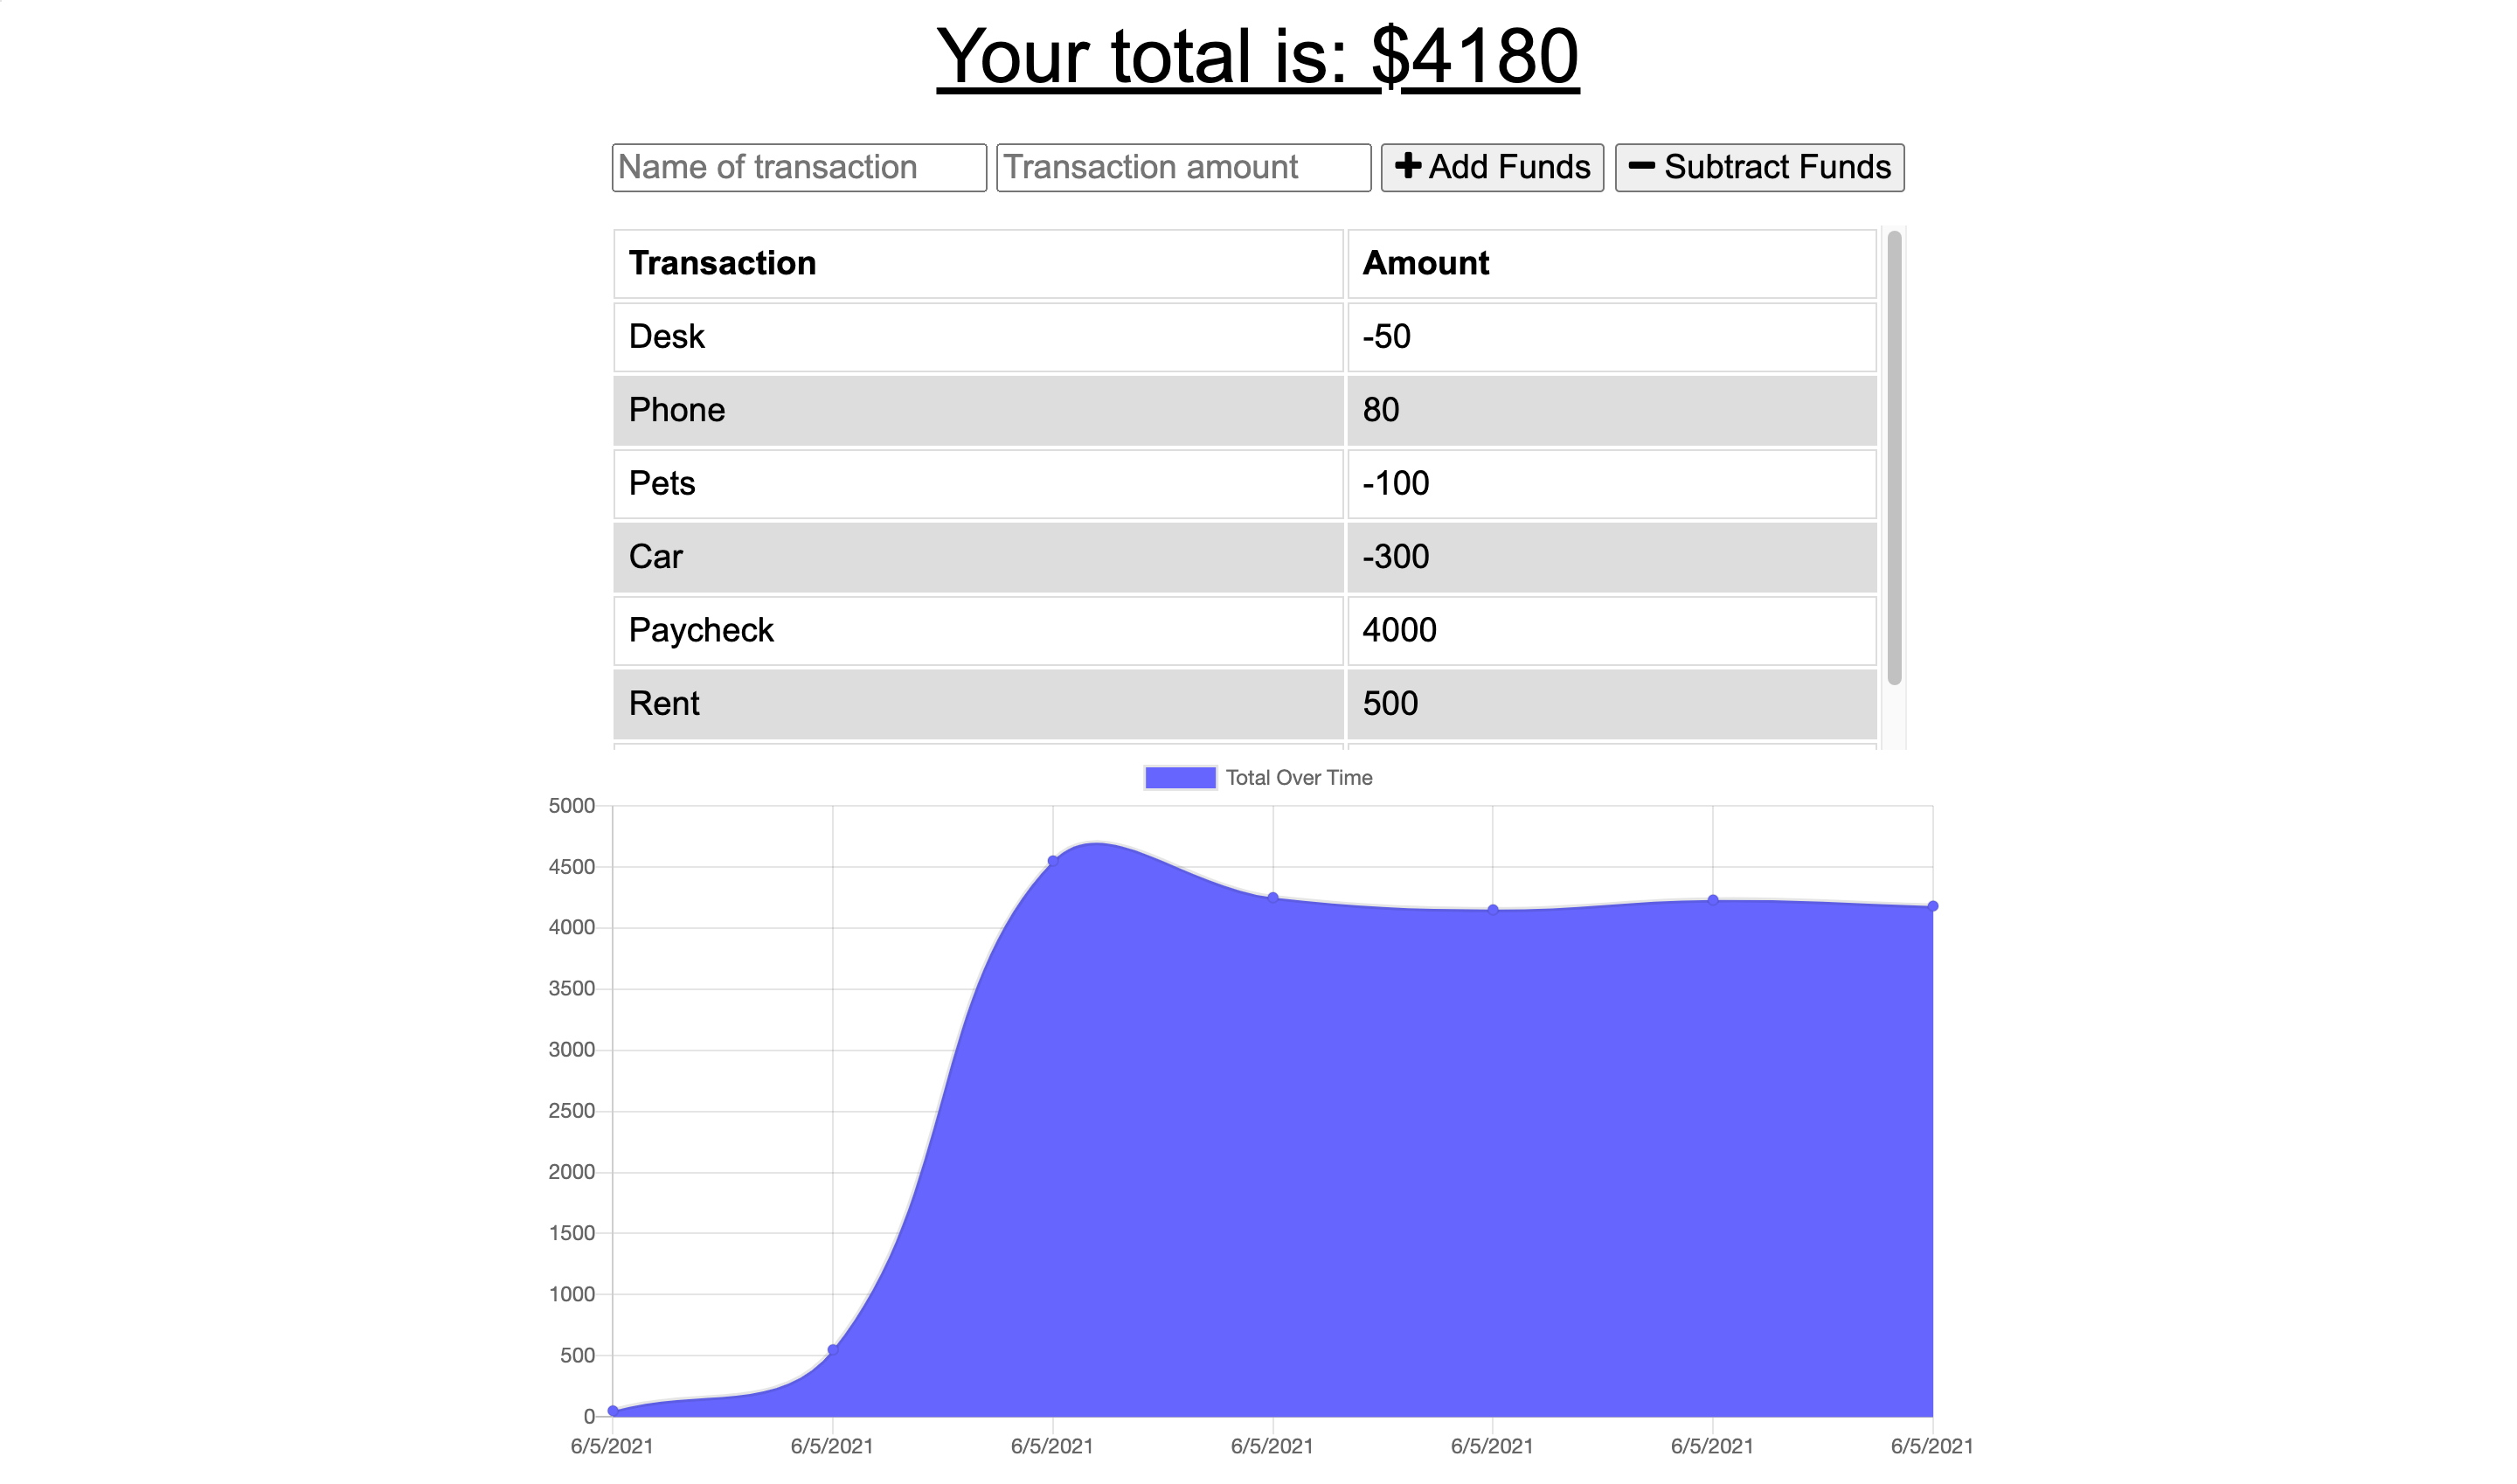 Your total is: $4180
Name of transaction Transaction amount Add Funds Subtract Funds
Transaction Amount
Desk -50
Phone 80
Pets -100
Car -300
Paycheck 4000
Rent 500
Total Over Time
5000
4500
4000
3500
3000
2500
2000
1500
1000
500
0
6/5/2021 6/5/2021 6/5/2021 6/5/2021 6/5/2021 6/5/2021 6/5/2021